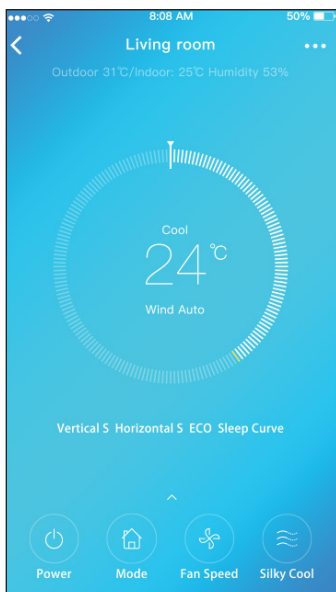 8:08 AM 50%
Living room
Outdoor 31℃/Indoor: 25℃ Humidity 53%
Cool
24℃
Wind Auto
Vertical S Horizontal S ECO Sleep Curve
Power Mode Fan Speed Silky Cool